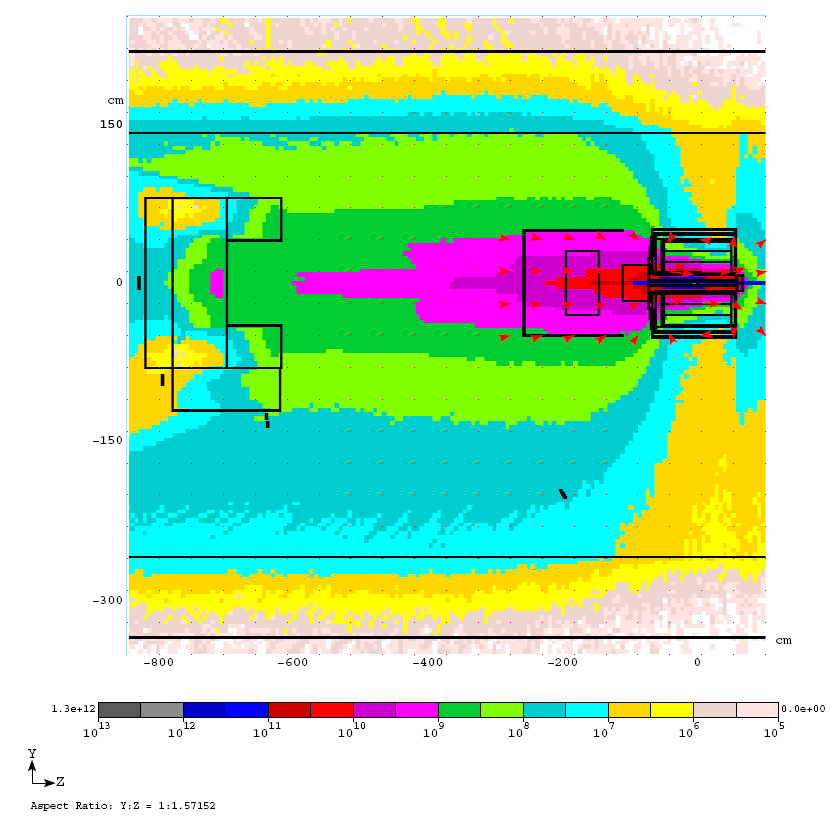 cm
150
0
-150
-300
cm
-800 -600 -400 -200 0
1.3e+12 0.0e+00
10^13 10^12 10^11 10^10 10^9 10^8 10^7 10^6 10^5
Y
Z
Aspect Ratio: Y:Z = 1:1.57152